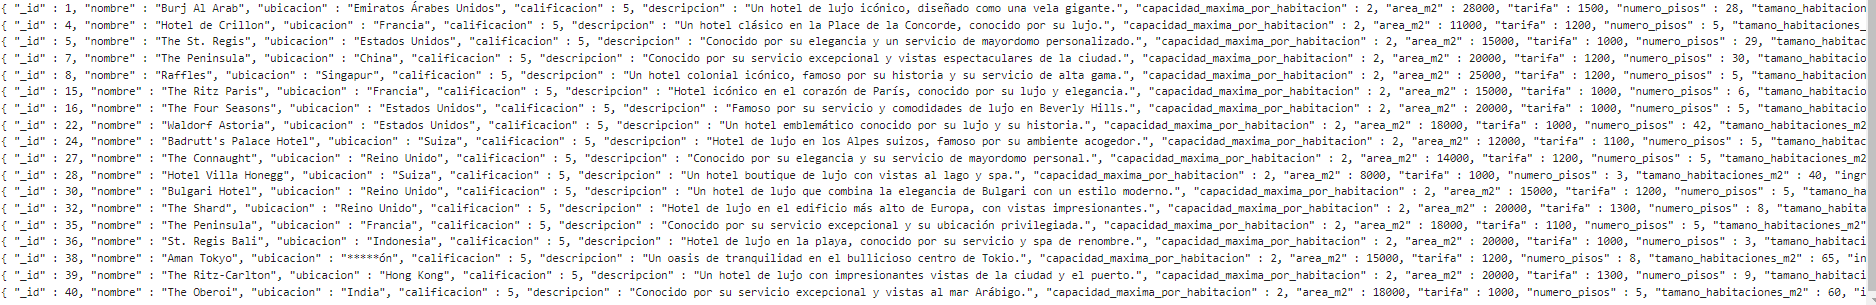 { "_id" : 1, "nombre" : "Burj Al Arab", "ubicacion" : "Emiratos Árabes Unidos", "calificacion" : 5, "descripcion" : "Un hotel de lujo icónico, diseñado como una vela gigante.", "capacidad_maxima_por_habitacion" : 2, "area_m2" : 28000, "tarifa" : 1500, "numero_pisos" : 28, "tamano_habitacion
{ "_id" : 4, "nombre" : "Hotel de Crillon", "ubicacion" : "Francia", "calificacion" : 5, "descripcion" : "Un hotel clásico en la Place de la Concorde, conocido por su lujo.", "capacidad_maxima_por_habitacion" : 2, "area_m2" : 11000, "tarifa" : 1200, "numero_pisos" : 5, "tamano_habitaciones_
{ "_id" : 5, "nombre" : "The St. Regis", "ubicacion" : "Estados Unidos", "calificacion" : 5, "descripcion" : "Conocido por su elegancia y un servicio de mayordomo personalizado.", "capacidad_maxima_por_habitacion" : 2, "area_m2" : 15000, "tarifa" : 1000, "numero_pisos" : 29, "tamano_habitac
{ "_id" : 7, "nombre" : "The Peninsula", "ubicacion" : "China", "calificacion" : 5, "descripcion" : "Conocido por su servicio excepcional y vistas espectaculares de la ciudad.", "capacidad_maxima_por_habitacion" : 2, "area_m2" : 20000, "tarifa" : 1200, "numero_pisos" : 30, "tamano_habitacion
{ "_id" : 8, "nombre" : "Raffles", "ubicacion" : "Singapur", "calificacion" : 5, "descripcion" : "Un hotel colonial icónico, famoso por su historia y su servicio de alta gama.", "capacidad_maxima_por_habitacion" : 2, "area_m2" : 25000, "tarifa" : 1200, "numero_pisos" : 5, "tamano_habitacion
{ "_id" : 15, "nombre" : "The Ritz Paris", "ubicacion" : "Francia", "calificacion" : 5, "descripcion" : "Hotel icónico en el corazón de París, conocido por su lujo y elegancia.", "capacidad_maxima_por_habitacion" : 2, "area_m2" : 15000, "tarifa" : 1000, "numero_pisos" : 6, "tamano_habitacion
{ "_id" : 16, "nombre" : "The Four Seasons", "ubicacion" : "Estados Unidos", "calificacion" : 5, "descripcion" : "Famoso por su servicio y comodidades de lujo en Beverly Hills.", "capacidad_maxima_por_habitacion" : 2, "area_m2" : 20000, "tarifa" : 1000, "numero_pisos" : 5, "tamano_habitacio
{ "_id" : 22, "nombre" : "Waldorf Astoria", "ubicacion" : "Estados Unidos", "calificacion" : 5, "descripcion" : "Un hotel emblemático conocido por su lujo y su historia.", "capacidad_maxima_por_habitacion" : 2, "area_m2" : 18000, "tarifa" : 1000, "numero_pisos" : 42, "tamano_habitaciones_m2
{ "_id" : 24, "nombre" : "Badrutt's Palace Hotel", "ubicacion" : "Suiza", "calificacion" : 5, "descripcion" : "Hotel de lujo en los Alpes suizos, famoso por su ambiente acogedor.", "capacidad_maxima_por_habitacion" : 2, "area_m2" : 12000, "tarifa" : 1100, "numero_pisos" : 5, "tamano_habitac
{ "_id" : 27, "nombre" : "The Connaught", "ubicacion" : "Reino Unido", "calificacion" : 5, "descripcion" : "Conocido por su elegancia y su servicio de mayordomo personal.", "capacidad_maxima_por_habitacion" : 2, "area_m2" : 14000, "tarifa" : 1200, "numero_pisos" : 5, "tamano_habitaciones_m2
{ "_id" : 28, "nombre" : "Hotel Villa Honegg", "ubicacion" : "Suiza", "calificacion" : 5, "descripcion" : "Un hotel boutique de lujo con vistas al lago y spa.", "capacidad_maxima_por_habitacion" : 2, "area_m2" : 8000, "tarifa" : 1000, "numero_pisos" : 3, "tamano_habitaciones_m2" : 40, "ingr
{ "_id" : 30, "nombre" : "Bulgari Hotel", "ubicacion" : "Reino Unido", "calificacion" : 5, "descripcion" : "Un hotel de lujo que combina la elegancia de Bulgari con un estilo moderno.", "capacidad_maxima_por_habitacion" : 2, "area_m2" : 15000, "tarifa" : 1200, "numero_pisos" : 5, "tamano_ha
{ "_id" : 32, "nombre" : "The Shard", "ubicacion" : "Reino Unido", "calificacion" : 5, "descripcion" : "Hotel de lujo en el edificio más alto de Europa, con vistas impresionantes.", "capacidad_maxima_por_habitacion" : 2, "area_m2" : 20000, "tarifa" : 1300, "numero_pisos" : 8, "tamano_habita
{ "_id" : 35, "nombre" : "The Peninsula", "ubicacion" : "Francia", "calificacion" : 5, "descripcion" : "Conocido por su servicio excepcional y su ubicación privilegiada.", "capacidad_maxima_por_habitacion" : 2, "area_m2" : 18000, "tarifa" : 1100, "numero_pisos" : 5, "tamano_habitaciones_m2"
{ "_id" : 36, "nombre" : "St. Regis Bali", "ubicacion" : "Indonesia", "calificacion" : 5, "descripcion" : "Hotel de lujo en la playa, conocido por su servicio y spa de renombre.", "capacidad_maxima_por_habitacion" : 2, "area_m2" : 20000, "tarifa" : 1000, "numero_pisos" : 3, "tamano_habitaci
{ "_id" : 38, "nombre" : "Aman Tokyo", "ubicacion" : "*****ón", "calificacion" : 5, "descripcion" : "Un oasis de tranquilidad en el bullicioso centro de Tokio.", "capacidad_maxima_por_habitacion" : 2, "area_m2" : 15000, "tarifa" : 1200, "numero_pisos" : 8, "tamano_habitaciones_m2" : 65, "in
{ "_id" : 39, "nombre" : "The Ritz-Carlton", "ubicacion" : "Hong Kong", "calificacion" : 5, "descripcion" : "Un hotel de lujo con impresionantes vistas de la ciudad y el puerto.", "capacidad_maxima_por_habitacion" : 2, "area_m2" : 20000, "tarifa" : 1300, "numero_pisos" : 9, "tamano_habitaci
{ "_id" : 40, "nombre" : "The Oberoi", "ubicacion" : "India", "calificacion" : 5, "descripcion" : "Conocido por su servicio excepcional y vistas al mar Arábigo.", "capacidad_maxima_por_habitacion" : 2, "area_m2" : 18000, "tarifa" : 1000, "numero_pisos" : 5, "tamano_habitaciones_m2" : 60, "i